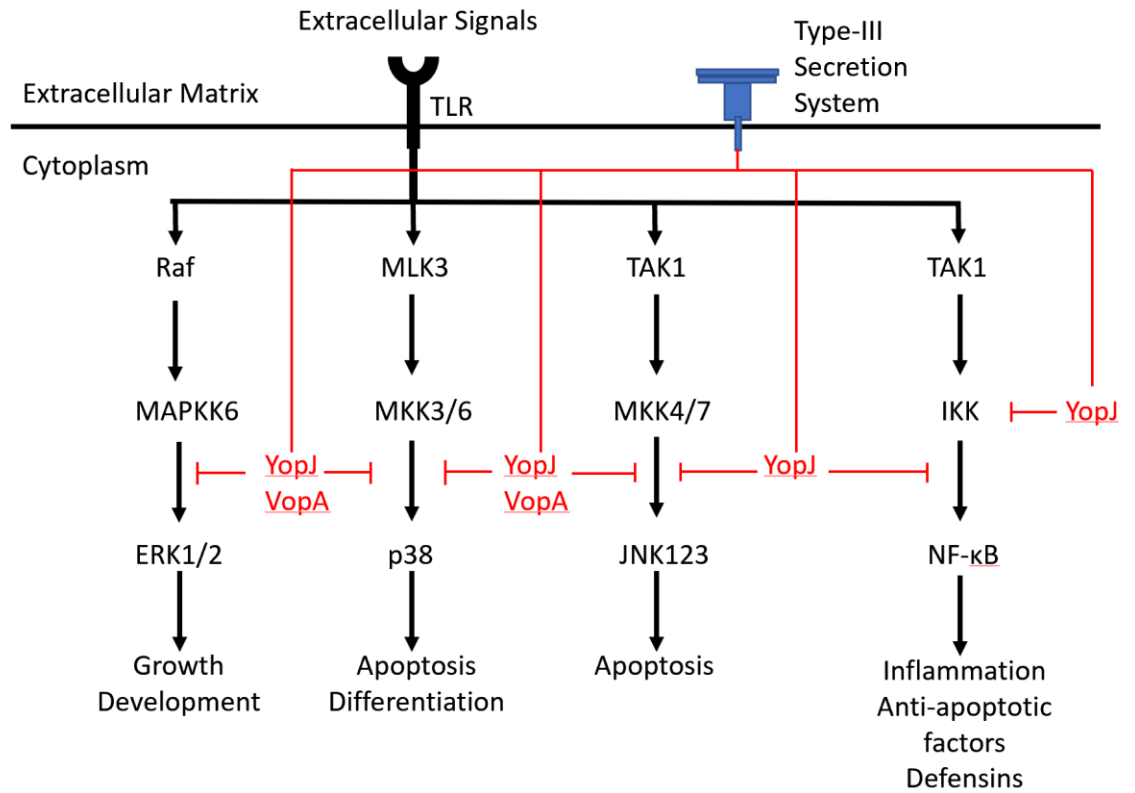 Extracellular Signals
Type-III
Secretion
System
Extracellular Matrix
TLR
Cytoplasm
Raf
MLK3
TAK1
TAK1
MAPKK6
MKK3/6
MKK4/7
IKK
YopJ
YopJ
VopA
YopJ
VopA
YopJ
ERK1/2
p38
JNK123
NF-κB
Growth
Development
Apoptosis
Differentiation
Apoptosis
Inflammation
Anti-apoptotic
factors
Defensins